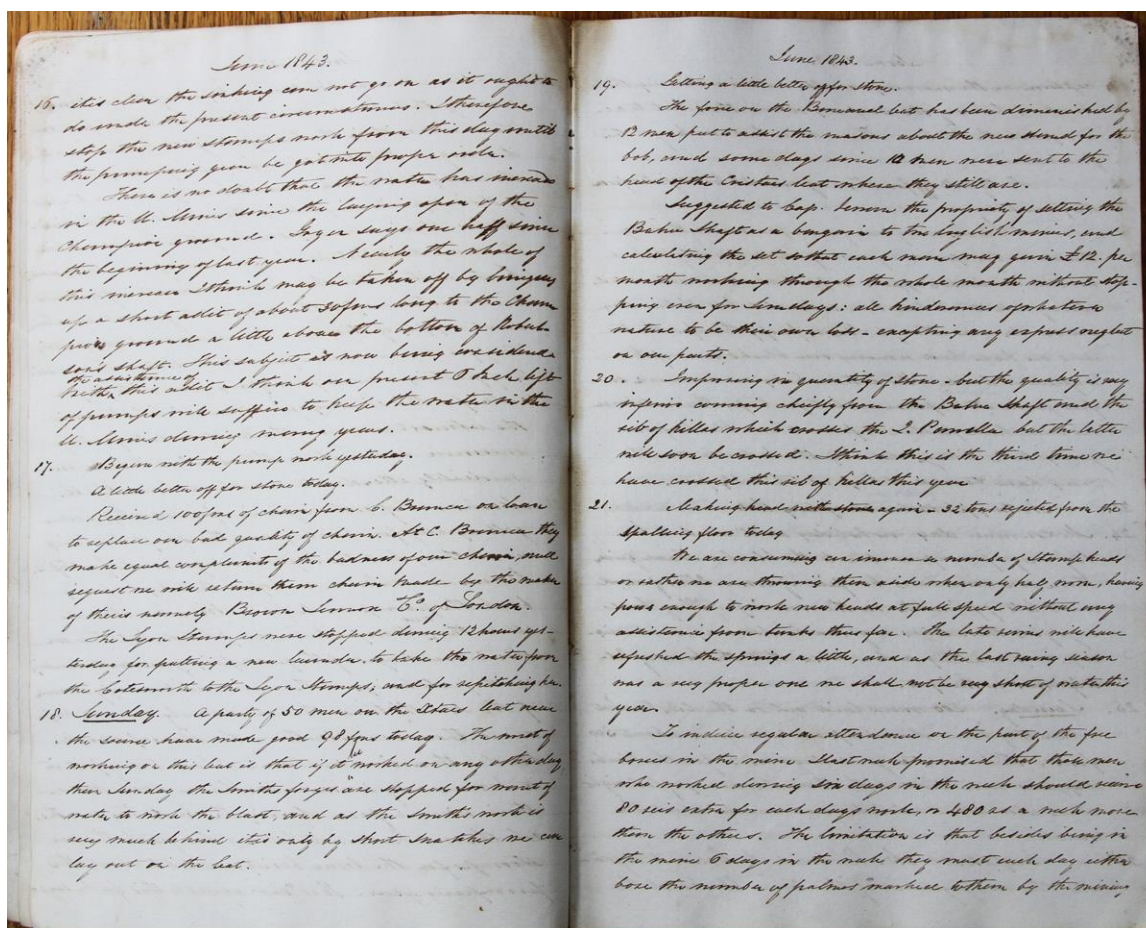 June 1843.
16. it is clear the sinking can not go on as it ought to
do under the present circumstances. I therefore
stop the new stamps work from this day until
the pumping gear be got into proper order.
There is no doubt that the water has increas
in the U. Mines since the laying open of the
Champion ground. Inger says one half since
the beginning of last year. Nearly the whole of
this increase I think may be taken off by bringing
up a short adit of about 30 fms long to the Cham
pion ground a little above the bottom of Robert
son's shaft. This subject is now being considered
the assistance of
With this adit I think our present 6 Inch lift
of pumps will suffice to keep the water in the
U. Mines during many years.
17. Begun with the pump work yesterday.
A little better off for stone today.
Received 100 fms of chain from C. Branca on loan
to replace our bad quality of chain. At C. Branca they
make equal complaints of the badness of our chain, and
request we will return them chain made by the maker
of theirs namely Brown Lennon & Co. of London.
The Lyon Stamps were stopped during 12 hours yes-
terday for putting a new launder, to take the water from
the Cotesworth to the Lyon Stamps; and for repitching her.
18. Sunday. A party of 50 men on the leat near
the source have made good 98 fms today. The worst of
working on this leat is that if it worked on any other day
than Sunday the Smiths forges are stopped for want of
water to work the blast, and as the smiths work is
very much behind it is only by short snatches we can
lay out on the leat.
June 1843.
19. Getting a little better off for stone.
The force on the Bonsucal leat has been diminished by
12 men put to assist the masons about the new stand for the
bob, and some days since 12 men were sent to the
head of the Cristaes leat where they still are.
Suggested to Cap. the propriety of setting the
Bahu Shaft as a bargain to the English miners, and
calculating the set so that each man may gain £12. per
month working through the whole month without stop-
ping even for Sundays: all hindrances of whatever
nature to be their own loss - excepting any express neglect
on our parts.
20. Improving in quantity of stone - but the quality is very
inferior coming chiefly from the Bahu Shaft and the
rib of killas which crosses the Q. Panella but the latter
will soon be crossed. I think this is the third time we
have crossed this rib of killas this year
21. Making head with stone again - 32 tons rejected from the
spalling floor today
We are consuming an immense number of Stamp heads
or rather we are throwing them aside when only half worn, having
power enough to work new heads at full speed without any
assistance from tanks thus far. The late rains will have
refreshed the springs a little, and as the last rainy season
was a very proper one we shall not be very short of water this
year.
To induce regular attendance on the part of the free
borers in the mine I last week promised that those men
who worked during six days in the week should receive
80 reis extra for each days work, or 480 rs a week more
than the others. The limitation is that besides being in
the mine 6 days in the week they must each day either
bore the number of palmes marked to them by the mining